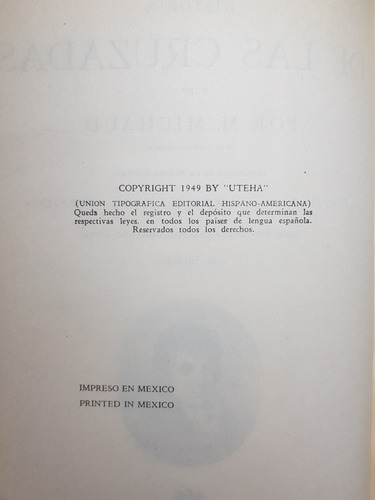 COPYRIGHT 1949 BY "UTEHA"
(UNION TIPOGRAFICA EDITORIAL HISPANO-AMERICANA)
Queda hecho el registro y el depósito que determinan las
respectivas leyes, en todos los países de lengua española.
Reservados todos los derechos.
IMPRESO EN MEXICO
PRINTED IN MEXICO